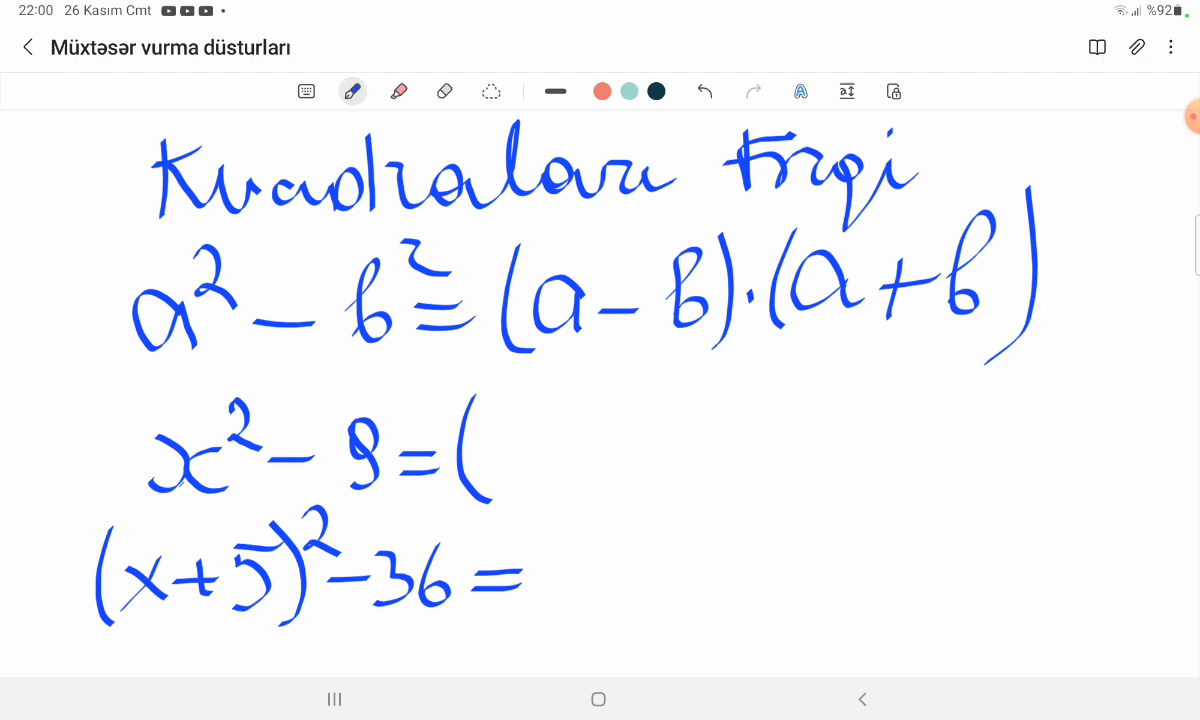 22:00 26 Kasım Cmt %92
Müxtəsər vurma düsturları
Kvadratları fərqi
a² - b² = (a - b) · (a + b)
x² - 9 = (
(x + 5)² - 36 =